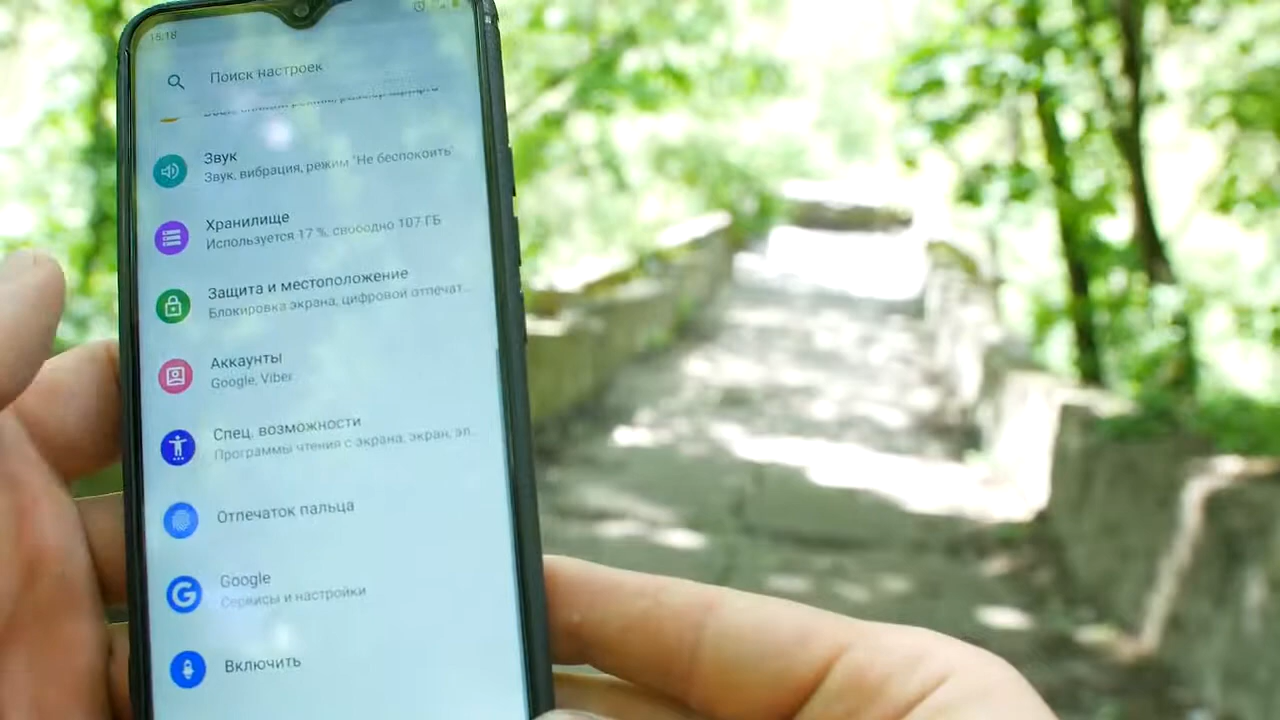 15:18
Поиск настроек
Звук
Звук, вибрация, режим "Не беспокоить"
Хранилище
Используется 17 %, свободно 107 ГБ
Защита и местоположение
Блокировка экрана, цифровой отпечат...
Аккаунты
Google, Viber
Спец. возможности
Программы чтения с экрана, экран, эл...
Отпечаток пальца
Google
Сервисы и настройки
Включить